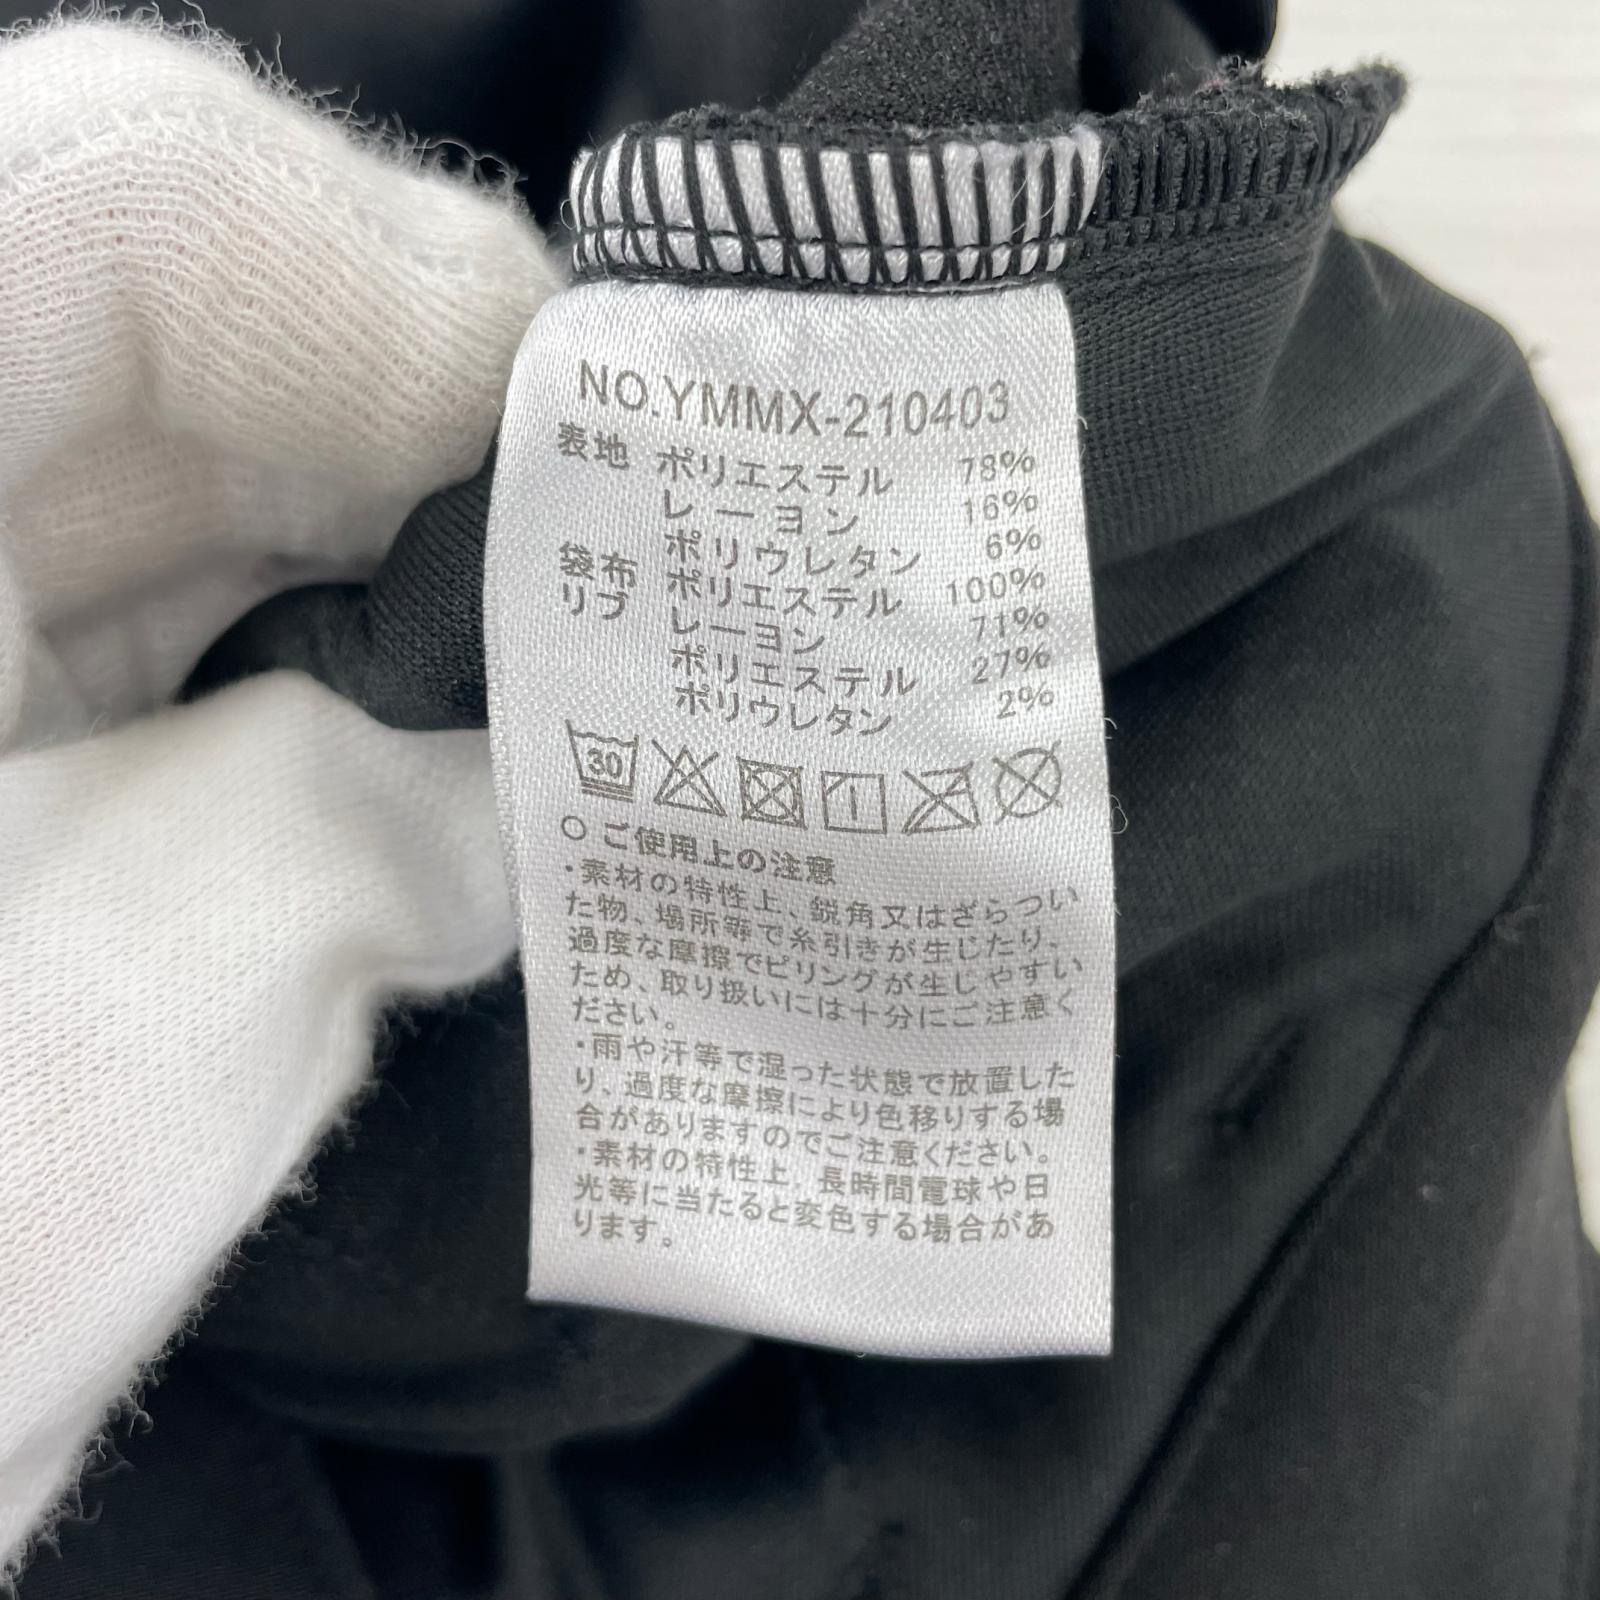 NO.YMMX-210403
表地 ポリエステル 78%
レーヨン 16%
ポリウレタン 6%
袋布 ポリエステル 100%
リブ レーヨン 71%
ポリエステル 27%
ポリウレタン 2%
30
○ご使用上の注意
・素材の特性上、鋭角又はざらつい
た物、場所等で糸引きが生じたり、
過度な摩擦でピリングが生じやすい
ため、取り扱いには十分にご注意く
ださい。
・雨や汗等で湿った状態で放置した
り、過度な摩擦により色移りする場
合がありますのでご注意ください。
・素材の特性上、長時間電球や日
光等に当たると変色する場合があ
ります。